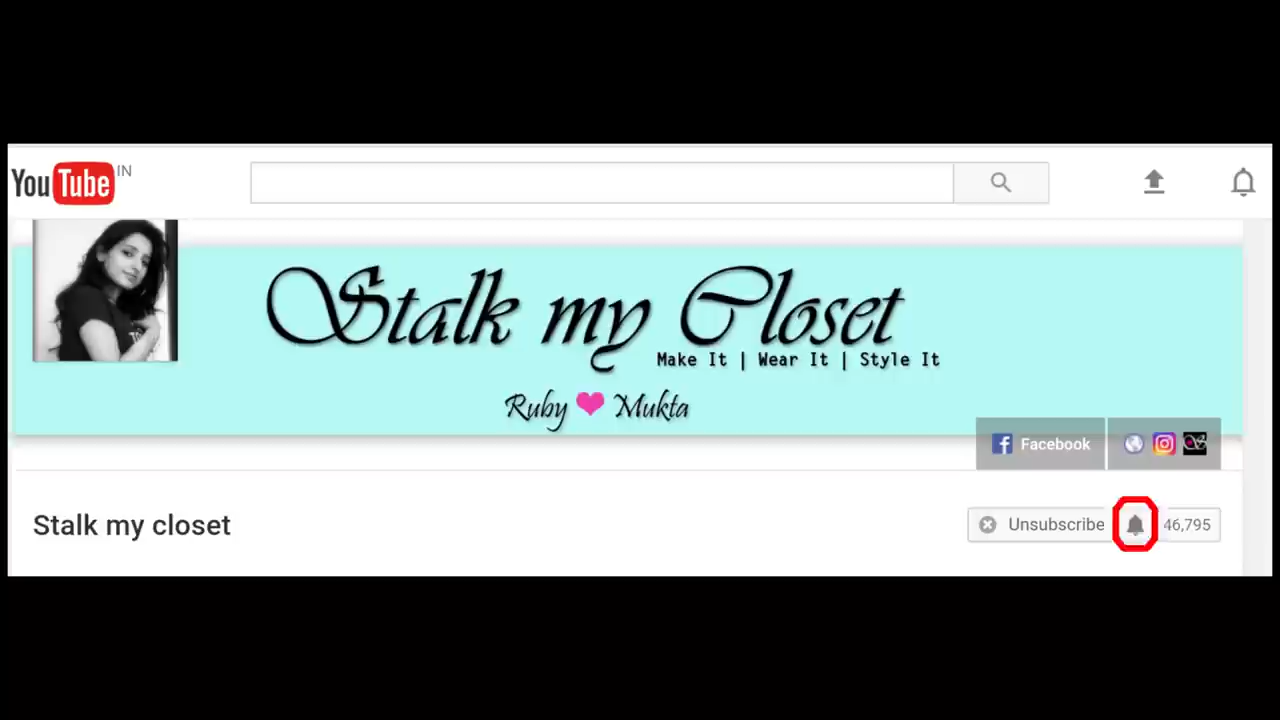 YouTube IN
Stalk my Closet
Make It | Wear It | Style It
Ruby ❤ Mukta
Facebook
Stalk my closet
Unsubscribe 46,795